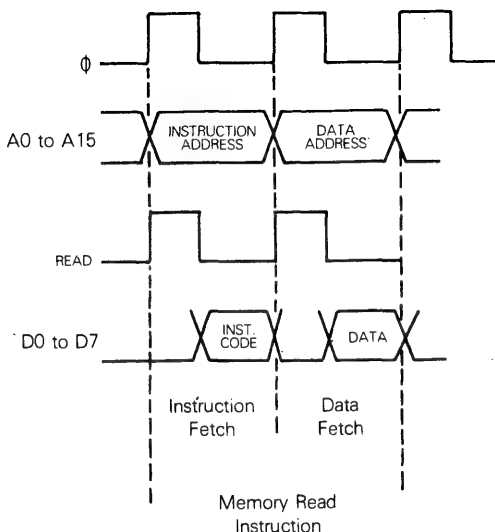 ϕ
A0 to A15
INSTRUCTION
ADDRESS
DATA
ADDRESS
READ
D0 to D7
INST.
CODE
DATA
Instruction
Fetch
Data
Fetch
Memory Read
Instruction